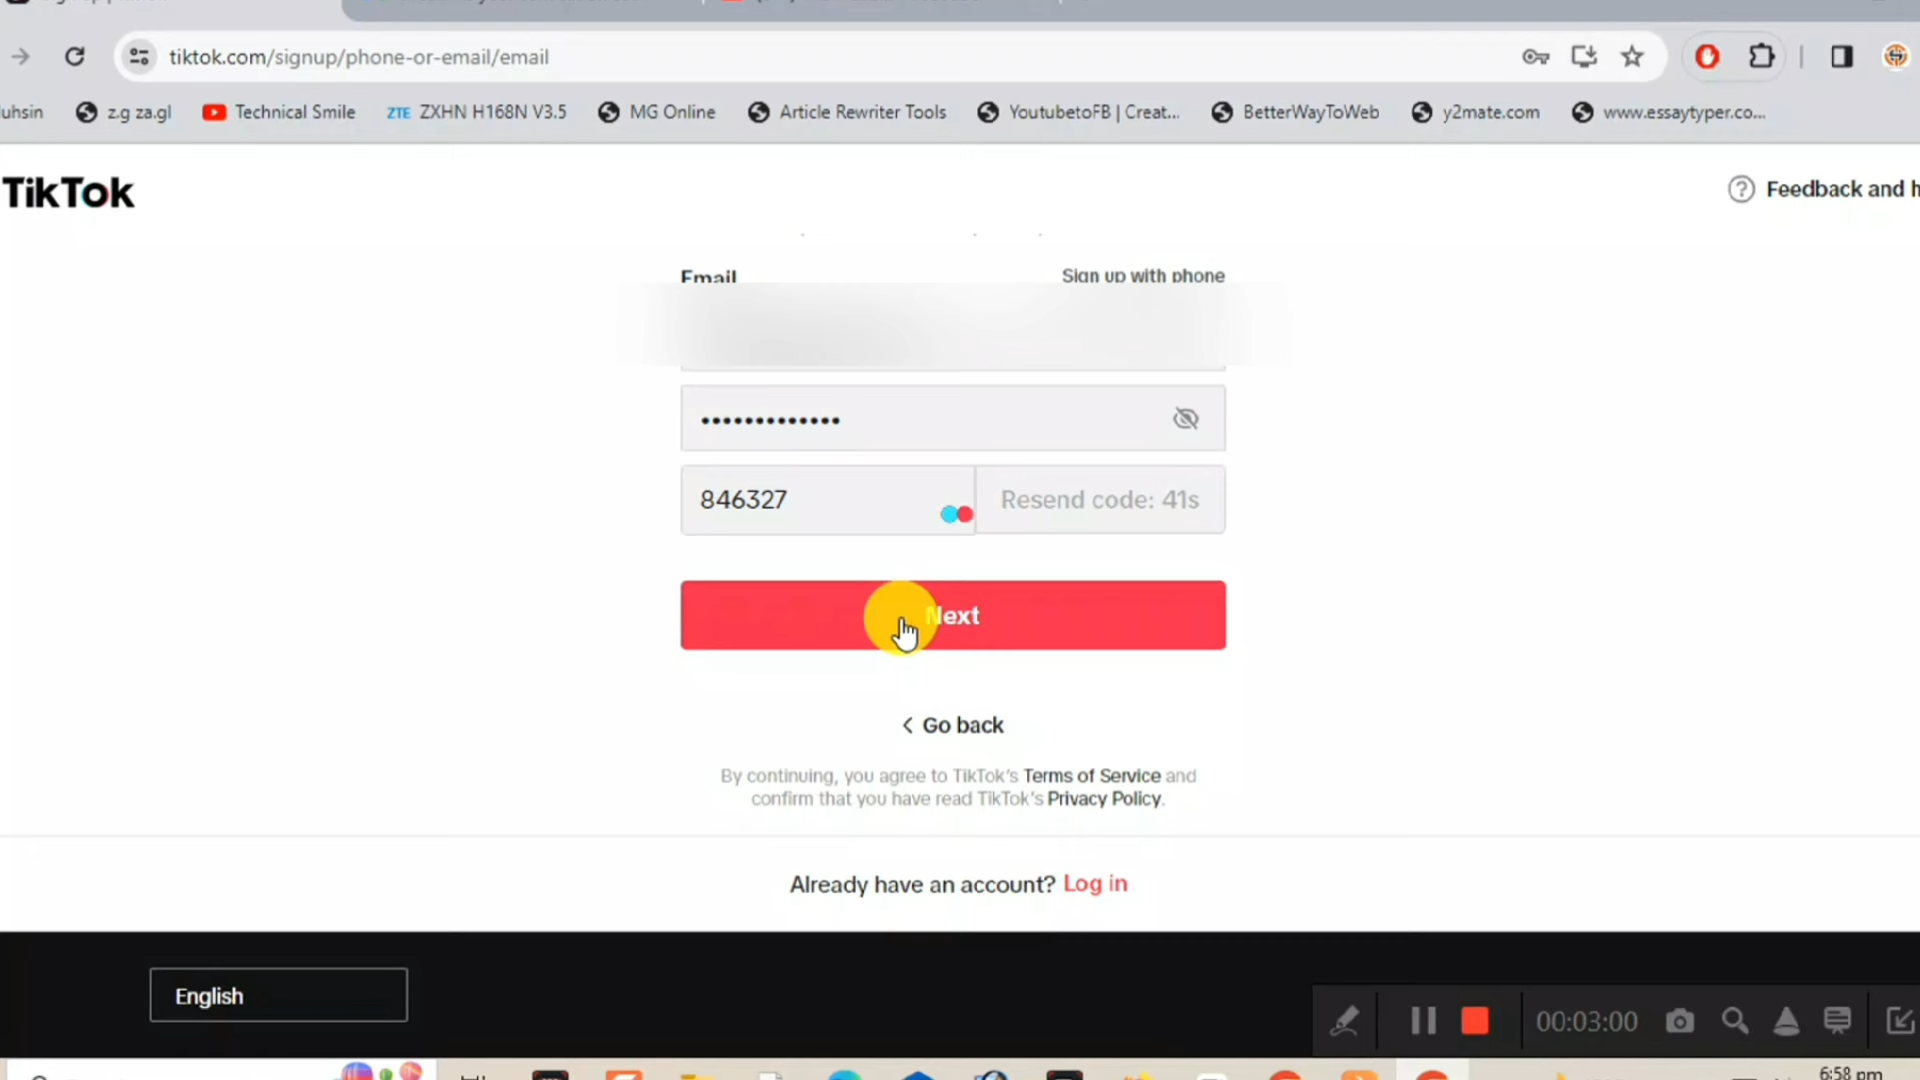 tiktok.com/signup/phone-or-email/email
uhsin z.g za.gl Technical Smile ZTE ZXHN H168N V3.5 MG Online Article Rewriter Tools YoutubetoFB | Creat... BetterWayToWeb y2mate.com www.essaytyper.co...
TikTok
Feedback and h
Email Sign up with phone
846327 Resend code: 41s
Next
Go back
By continuing, you agree to TikTok's Terms of Service and
confirm that you have read TikTok's Privacy Policy.
Already have an account? Log in
English
00:03:00
6:58 pm